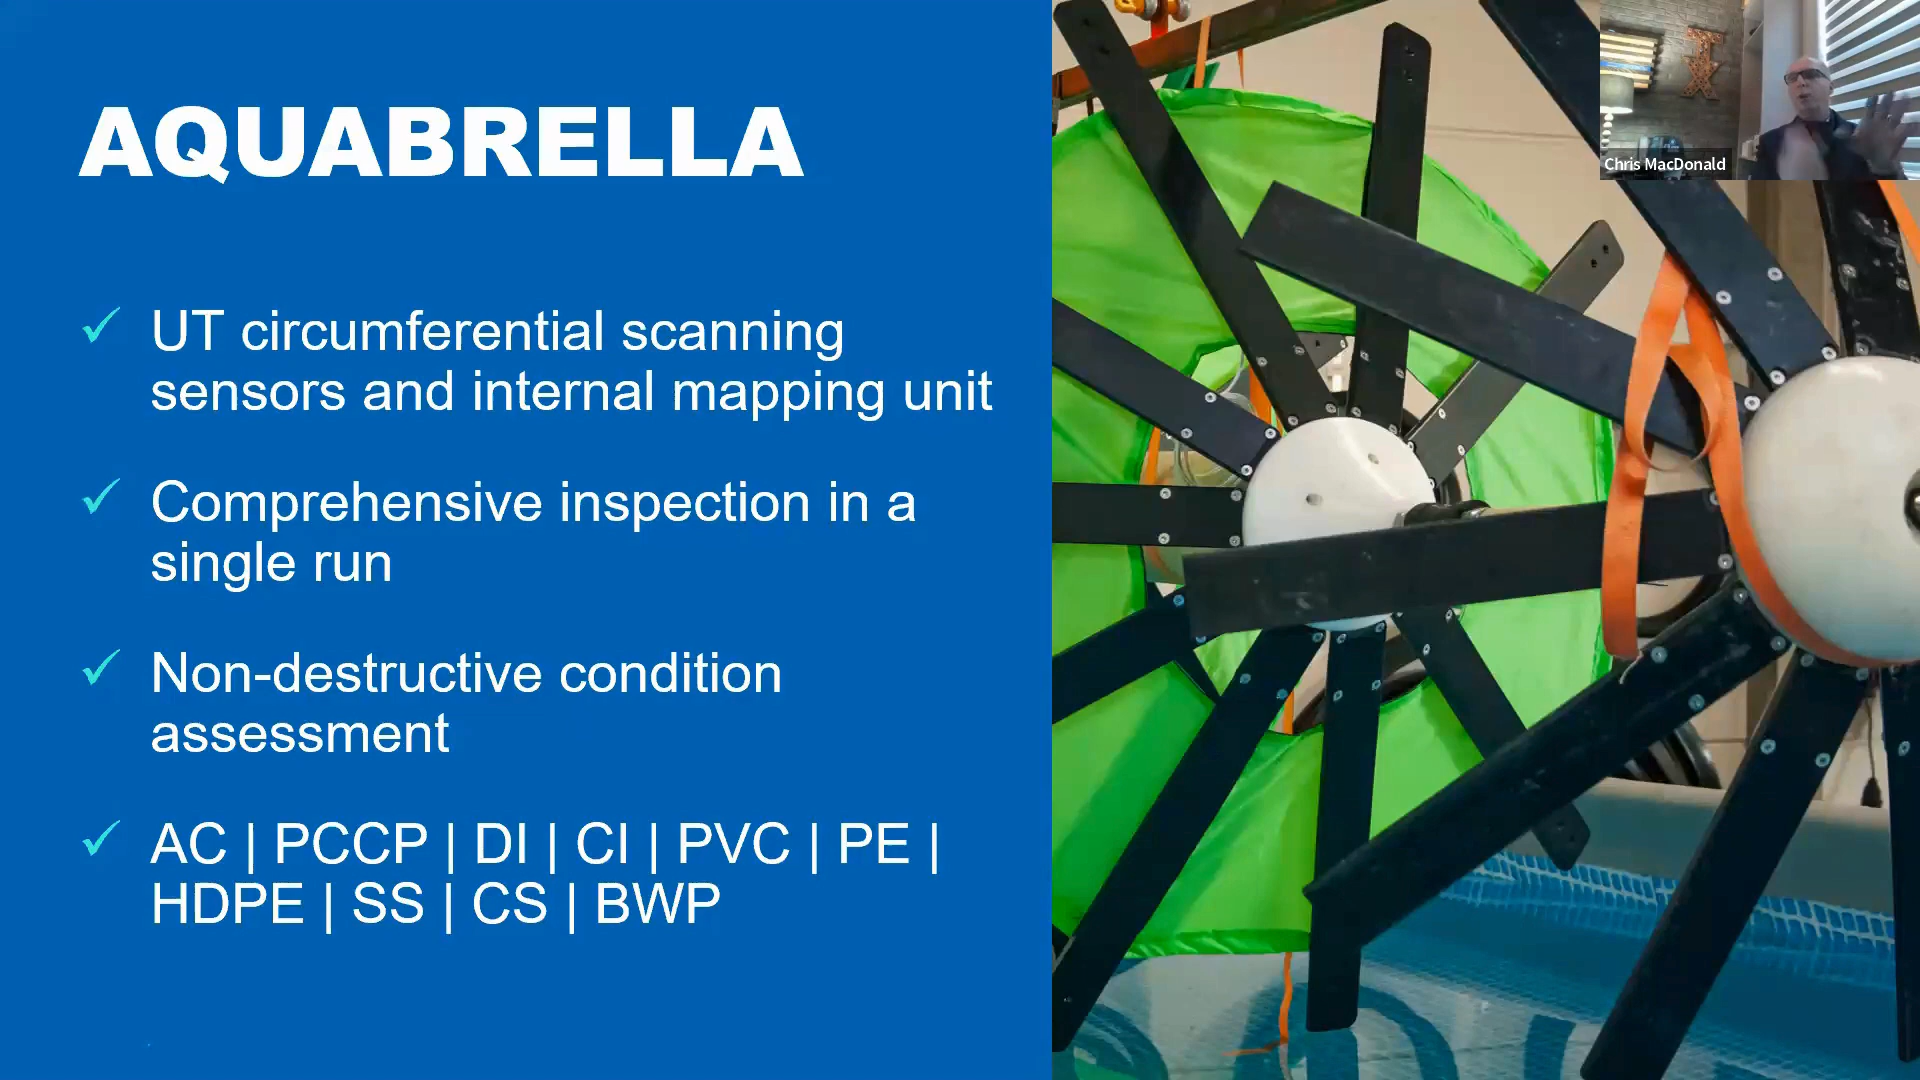 AQUABRELLA
Chris MacDonald
✓ UT circumferential scanning
sensors and internal mapping unit
✓ Comprehensive inspection in a
single run
✓ Non-destructive condition
assessment
✓ AC | PCCP | DI | CI | PVC | PE |
HDPE | SS | CS | BWP